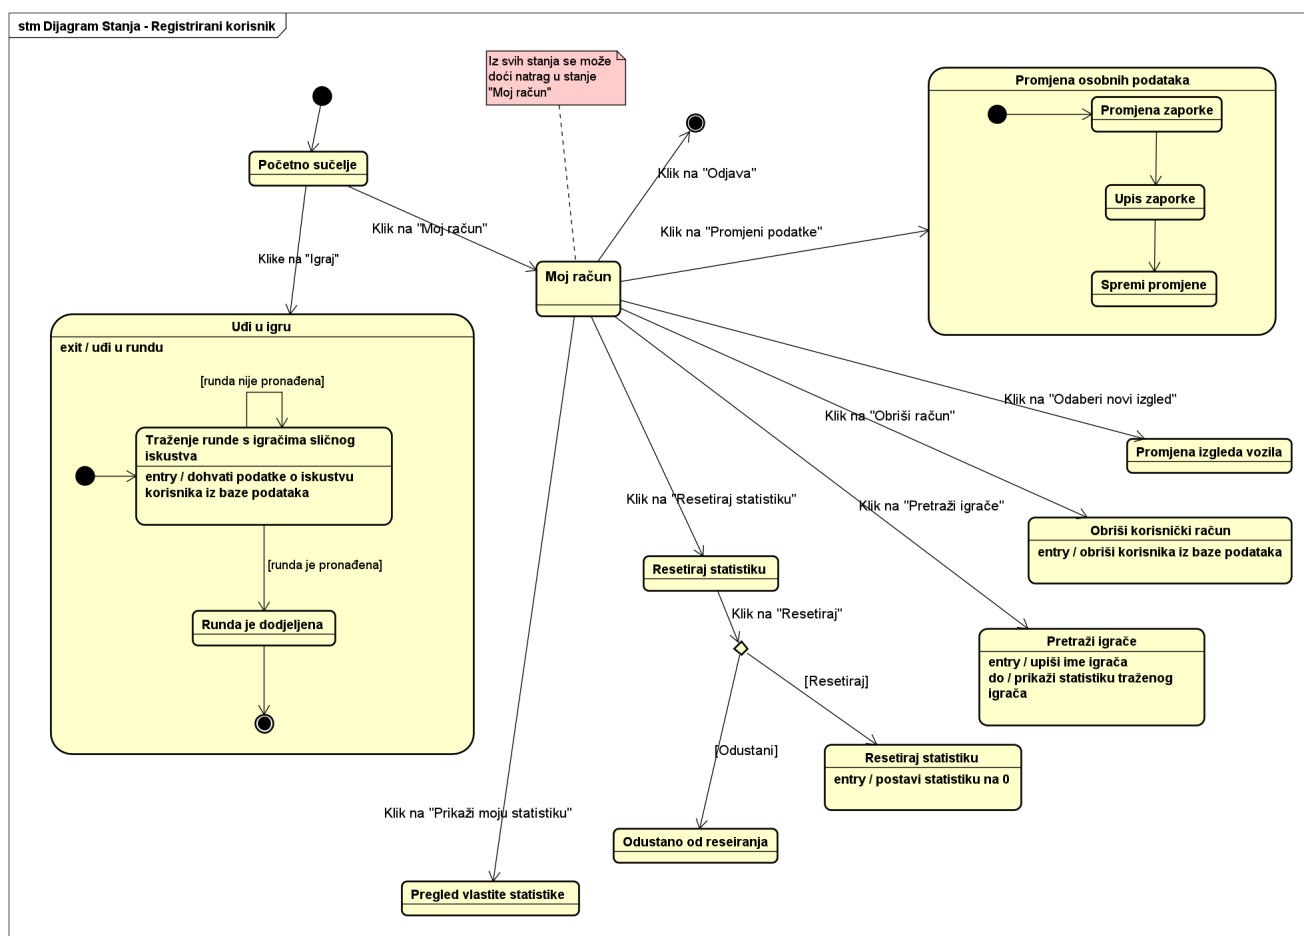 stm Dijagram Stanja - Registrirani korisnik
Iz svih stanja se može
doći natrag u stanje
"Moj račun"
Promjena osobnih podataka
Promjena zaporke
Upis zaporke
Spremi promjene
Početno sučelje
Klik na "Odjava"
Klik na "Moj račun"
Klik na "Promjeni podatke"
Klike na "Igraj"
Moj račun
Uđi u igru
exit / uđi u rundu
[runda nije pronađena]
Traženje runde s igračima sličnog
iskustva
entry / dohvati podatke o iskustvu
korisnika iz baze podataka
[runda je pronađena]
Runda je dodjeljena
Klik na "Odaberi novi izgled"
Klik na "Obriši račun"
Promjena izgleda vozila
Klik na "Resetiraj statistiku"
Klik na "Pretraži igrače"
Obriši korisnički račun
entry / obriši korisnika iz baze podataka
Resetiraj statistiku
Klik na "Resetiraj"
Pretraži igrače
entry / upiši ime igrača
do / prikaži statistiku traženog
igrača
[Resetiraj]
[Odustani]
Resetiraj statistiku
entry / postavi statistiku na 0
Klik na "Prikaži moju statistiku"
Odustano od reseiranja
Pregled vlastite statistike